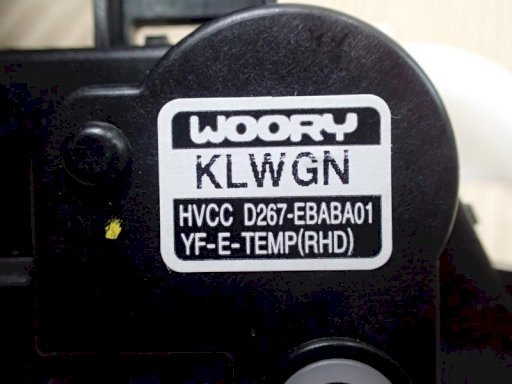 WOORY
KLWGN
HVCC D267-EBABA01
YF-E-TEMP(RHD)